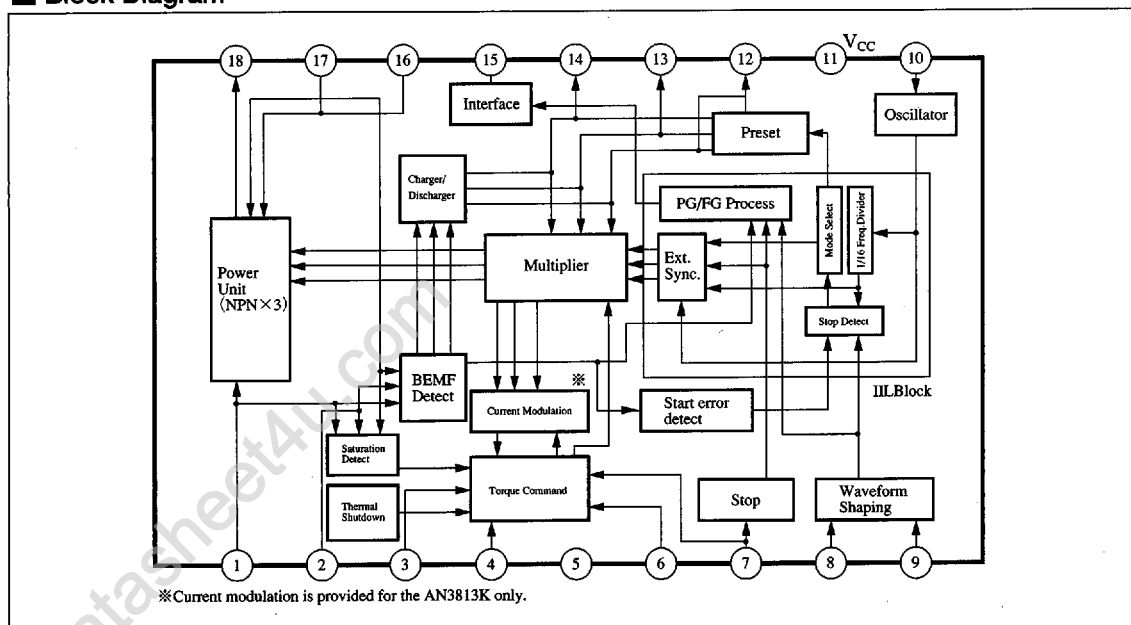 ■ Block Diagram
V_CC
18 17 16 15 14 13 12 11 10
Interface
Oscillator
Preset
Charger/
Discharger
PG/FG Process
Mode Select
1/16 Freq.Divider
Power
Unit
(NPN×3)
Multiplier
Ext.
Sync.
Stop Detect
BEMF
Detect
※
IILBlock
Current Modulation
Start error
detect
Saturation
Detect
Torque Command
Thermal
Shutdown
Stop
Waveform
Shaping
1 2 3 4 5 6 7 8 9
※Current modulation is provided for the AN3813K only.
atasheet4u.com